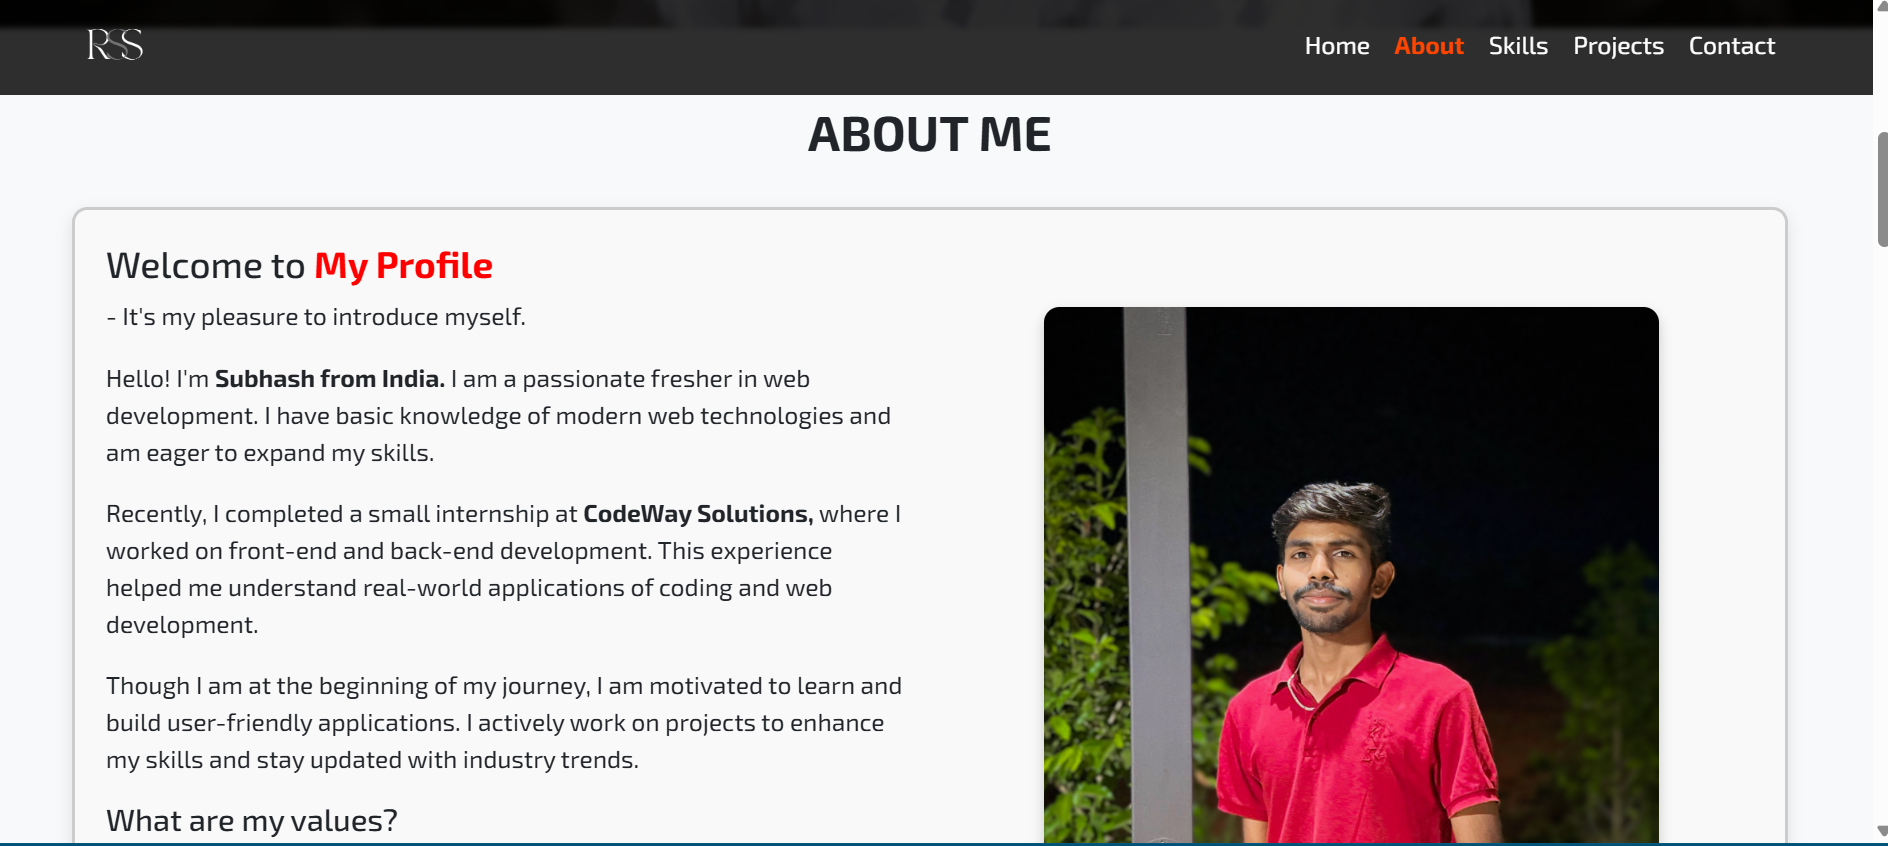 RSS
Home About Skills Projects Contact
ABOUT ME
Welcome to My Profile
- It's my pleasure to introduce myself.
Hello! I'm Subhash from India. I am a passionate fresher in web
development. I have basic knowledge of modern web technologies and
am eager to expand my skills.
Recently, I completed a small internship at CodeWay Solutions, where I
worked on front-end and back-end development. This experience
helped me understand real-world applications of coding and web
development.
Though I am at the beginning of my journey, I am motivated to learn and
build user-friendly applications. I actively work on projects to enhance
my skills and stay updated with industry trends.
What are my values?